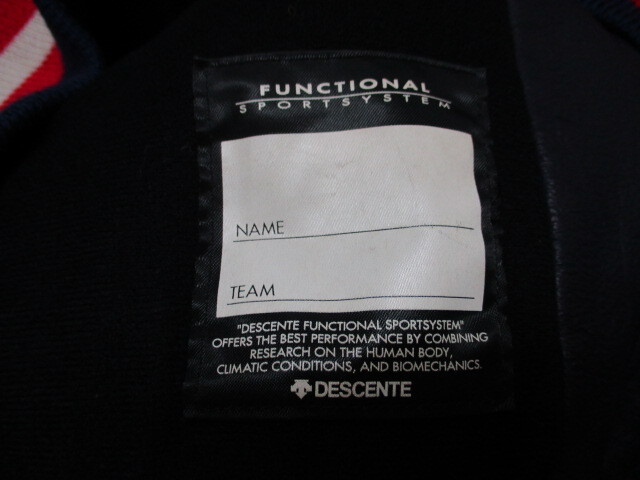 FUNCTIONAL
SPORTSYSTEM
NAME
TEAM
"DESCENTE FUNCTIONAL SPORTSYSTEM"
OFFERS THE BEST PERFORMANCE BY COMBINING
RESEARCH ON THE HUMAN BODY,
CLIMATIC CONDITIONS, AND BIOMECHANICS.
DESCENTE